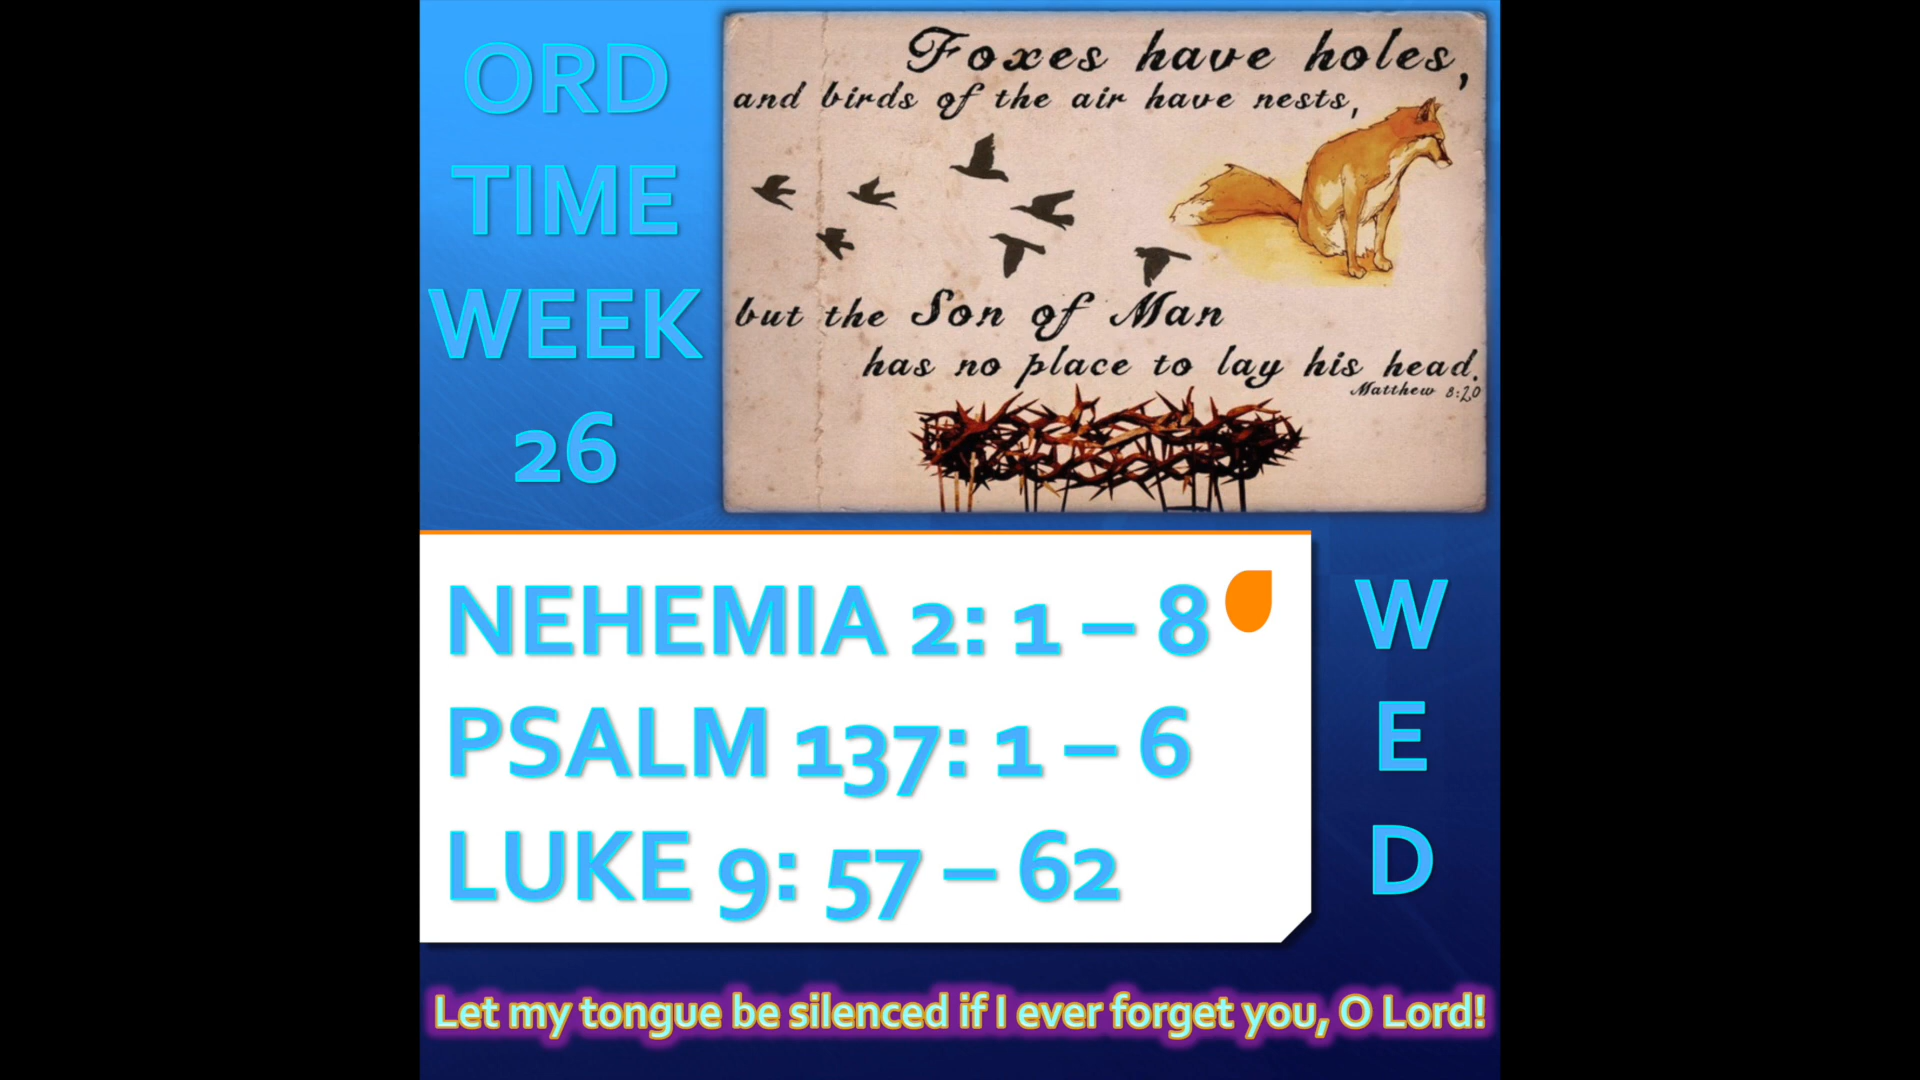 ORD
TIME
WEEK
26
Foxes have holes,
and birds of the air have nests,
but the Son of Man
has no place to lay his head.
Matthew 8:20
NEHEMIA 2: 1 – 8
PSALM 137: 1 – 6
LUKE 9: 57 – 62
W
E
D
Let my tongue be silenced if I ever forget you, O Lord!